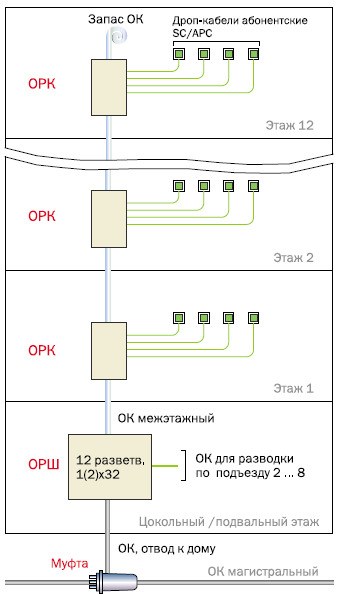 Запас ОК
Дроп-кабели абонентские
SC/APC
ОРК
Этаж 12
ОРК
Этаж 2
ОРК
Этаж 1
ОК межэтажный
ОРШ
12 разветв,
1(2)x32
ОК для разводки
по подъезду 2 ... 8
Цокольный /подвальный этаж
ОК, отвод к дому
Муфта
ОК магистральный